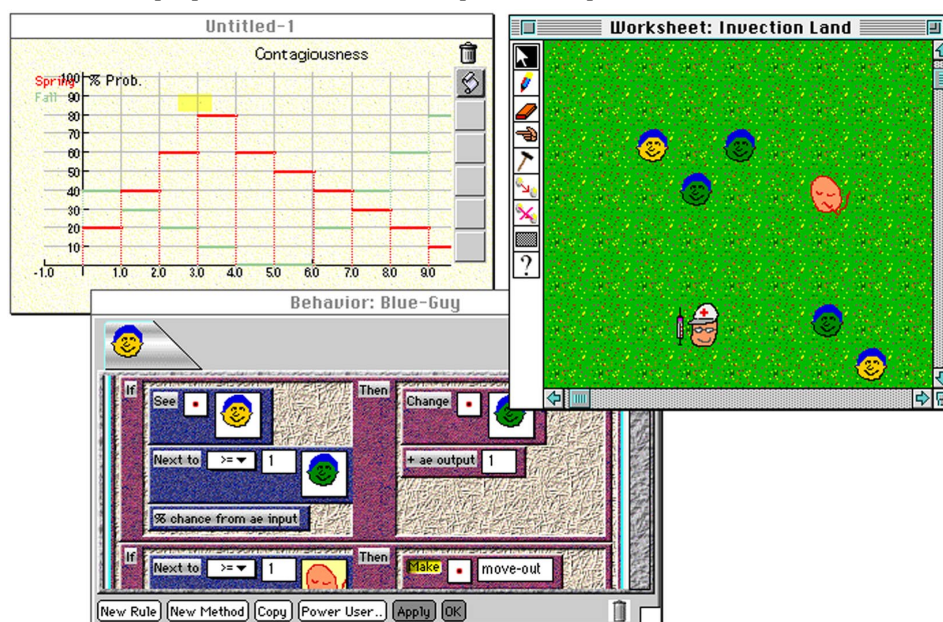 Untitled-1
Contagiousness
Spring
Fall
% Prob.
100
90
80
70
60
50
40
30
20
10
-1.0 1.0 2.0 3.0 4.0 5.0 6.0 7.0 8.0 9.0
Worksheet: Invection Land
?
Behavior: Blue-Guy
If
See
Next to >= 1
% chance from ae input
Then
Change
+ ae output 1
If
Next to >= 1
Then
Make move-out
New Rule New Method Copy Power User.. Apply OK